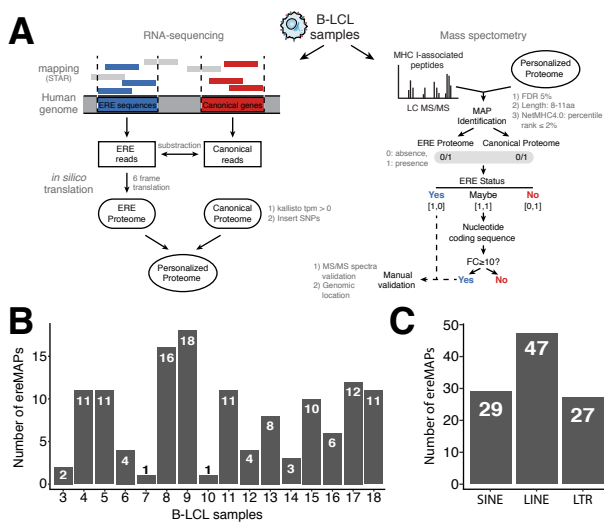 A
RNA-sequencing
B-LCL
samples
Mass spectometry
mapping
(STAR)
Human
genome
ERE sequences
Canonical genes
ERE
reads
substraction
Canonical
reads
in silico
translation
6 frame
translation
ERE
Proteome
Canonical
Proteome
1) kallisto tpm > 0
2) Insert SNPs
Personalized
Proteome
MHC I-associated
peptides
LC MS/MS
Personalized
Proteome
1) FDR 5%
2) Length: 8-11aa
3) NetMHC4.0: percentile
rank ≤ 2%
MAP
Identification
ERE Proteome
Canonical Proteome
0: absence,
1: presence
0/1
0/1
ERE Status
Yes
Maybe
No
[1,0]
[1,1]
[0,1]
Nucleotide
coding sequence
FC≥10?
Yes
No
1) MS/MS spectra
validation
2) Genomic
location
Manual
validation
B
Number of ereMAPs
15
10
5
0
2
11
11
4
1
16
18
1
11
4
8
3
10
6
12
11
3 4 5 6 7 8 9 10 11 12 13 14 15 16 17 18
B-LCL samples
C
Number of ereMAPs
50
40
30
20
10
0
29
47
27
SINE LINE LTR